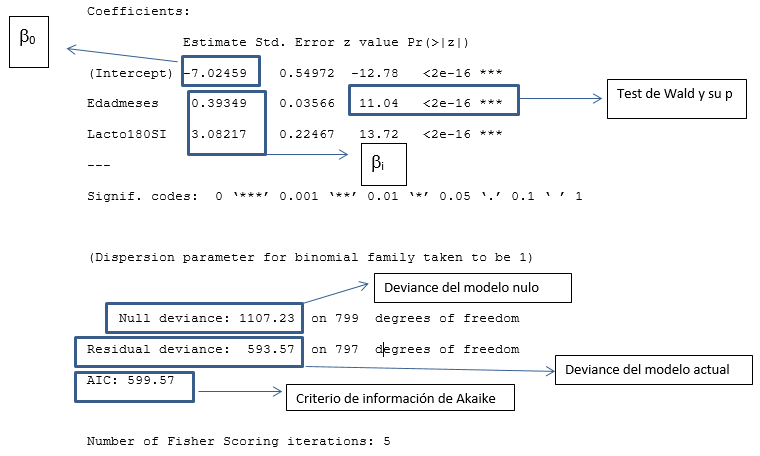 Coefficients:
β0
Estimate Std. Error z value Pr(>|z|)
(Intercept) -7.02459 0.54972 -12.78 <2e-16 ***
Edadmeses 0.39349 0.03566 11.04 <2e-16 ***
Test de Wald y su p
Lacto180SI 3.08217 0.22467 13.72 <2e-16 ***
---
βi
Signif. codes: 0 ‘***’ 0.001 ‘**’ 0.01 ‘*’ 0.05 ‘.’ 0.1 ‘ ’ 1
(Dispersion parameter for binomial family taken to be 1)
Deviance del modelo nulo
Null deviance: 1107.23 on 799 degrees of freedom
Residual deviance: 593.57 on 797 degrees of freedom
Deviance del modelo actual
AIC: 599.57
Criterio de información de Akaike
Number of Fisher Scoring iterations: 5